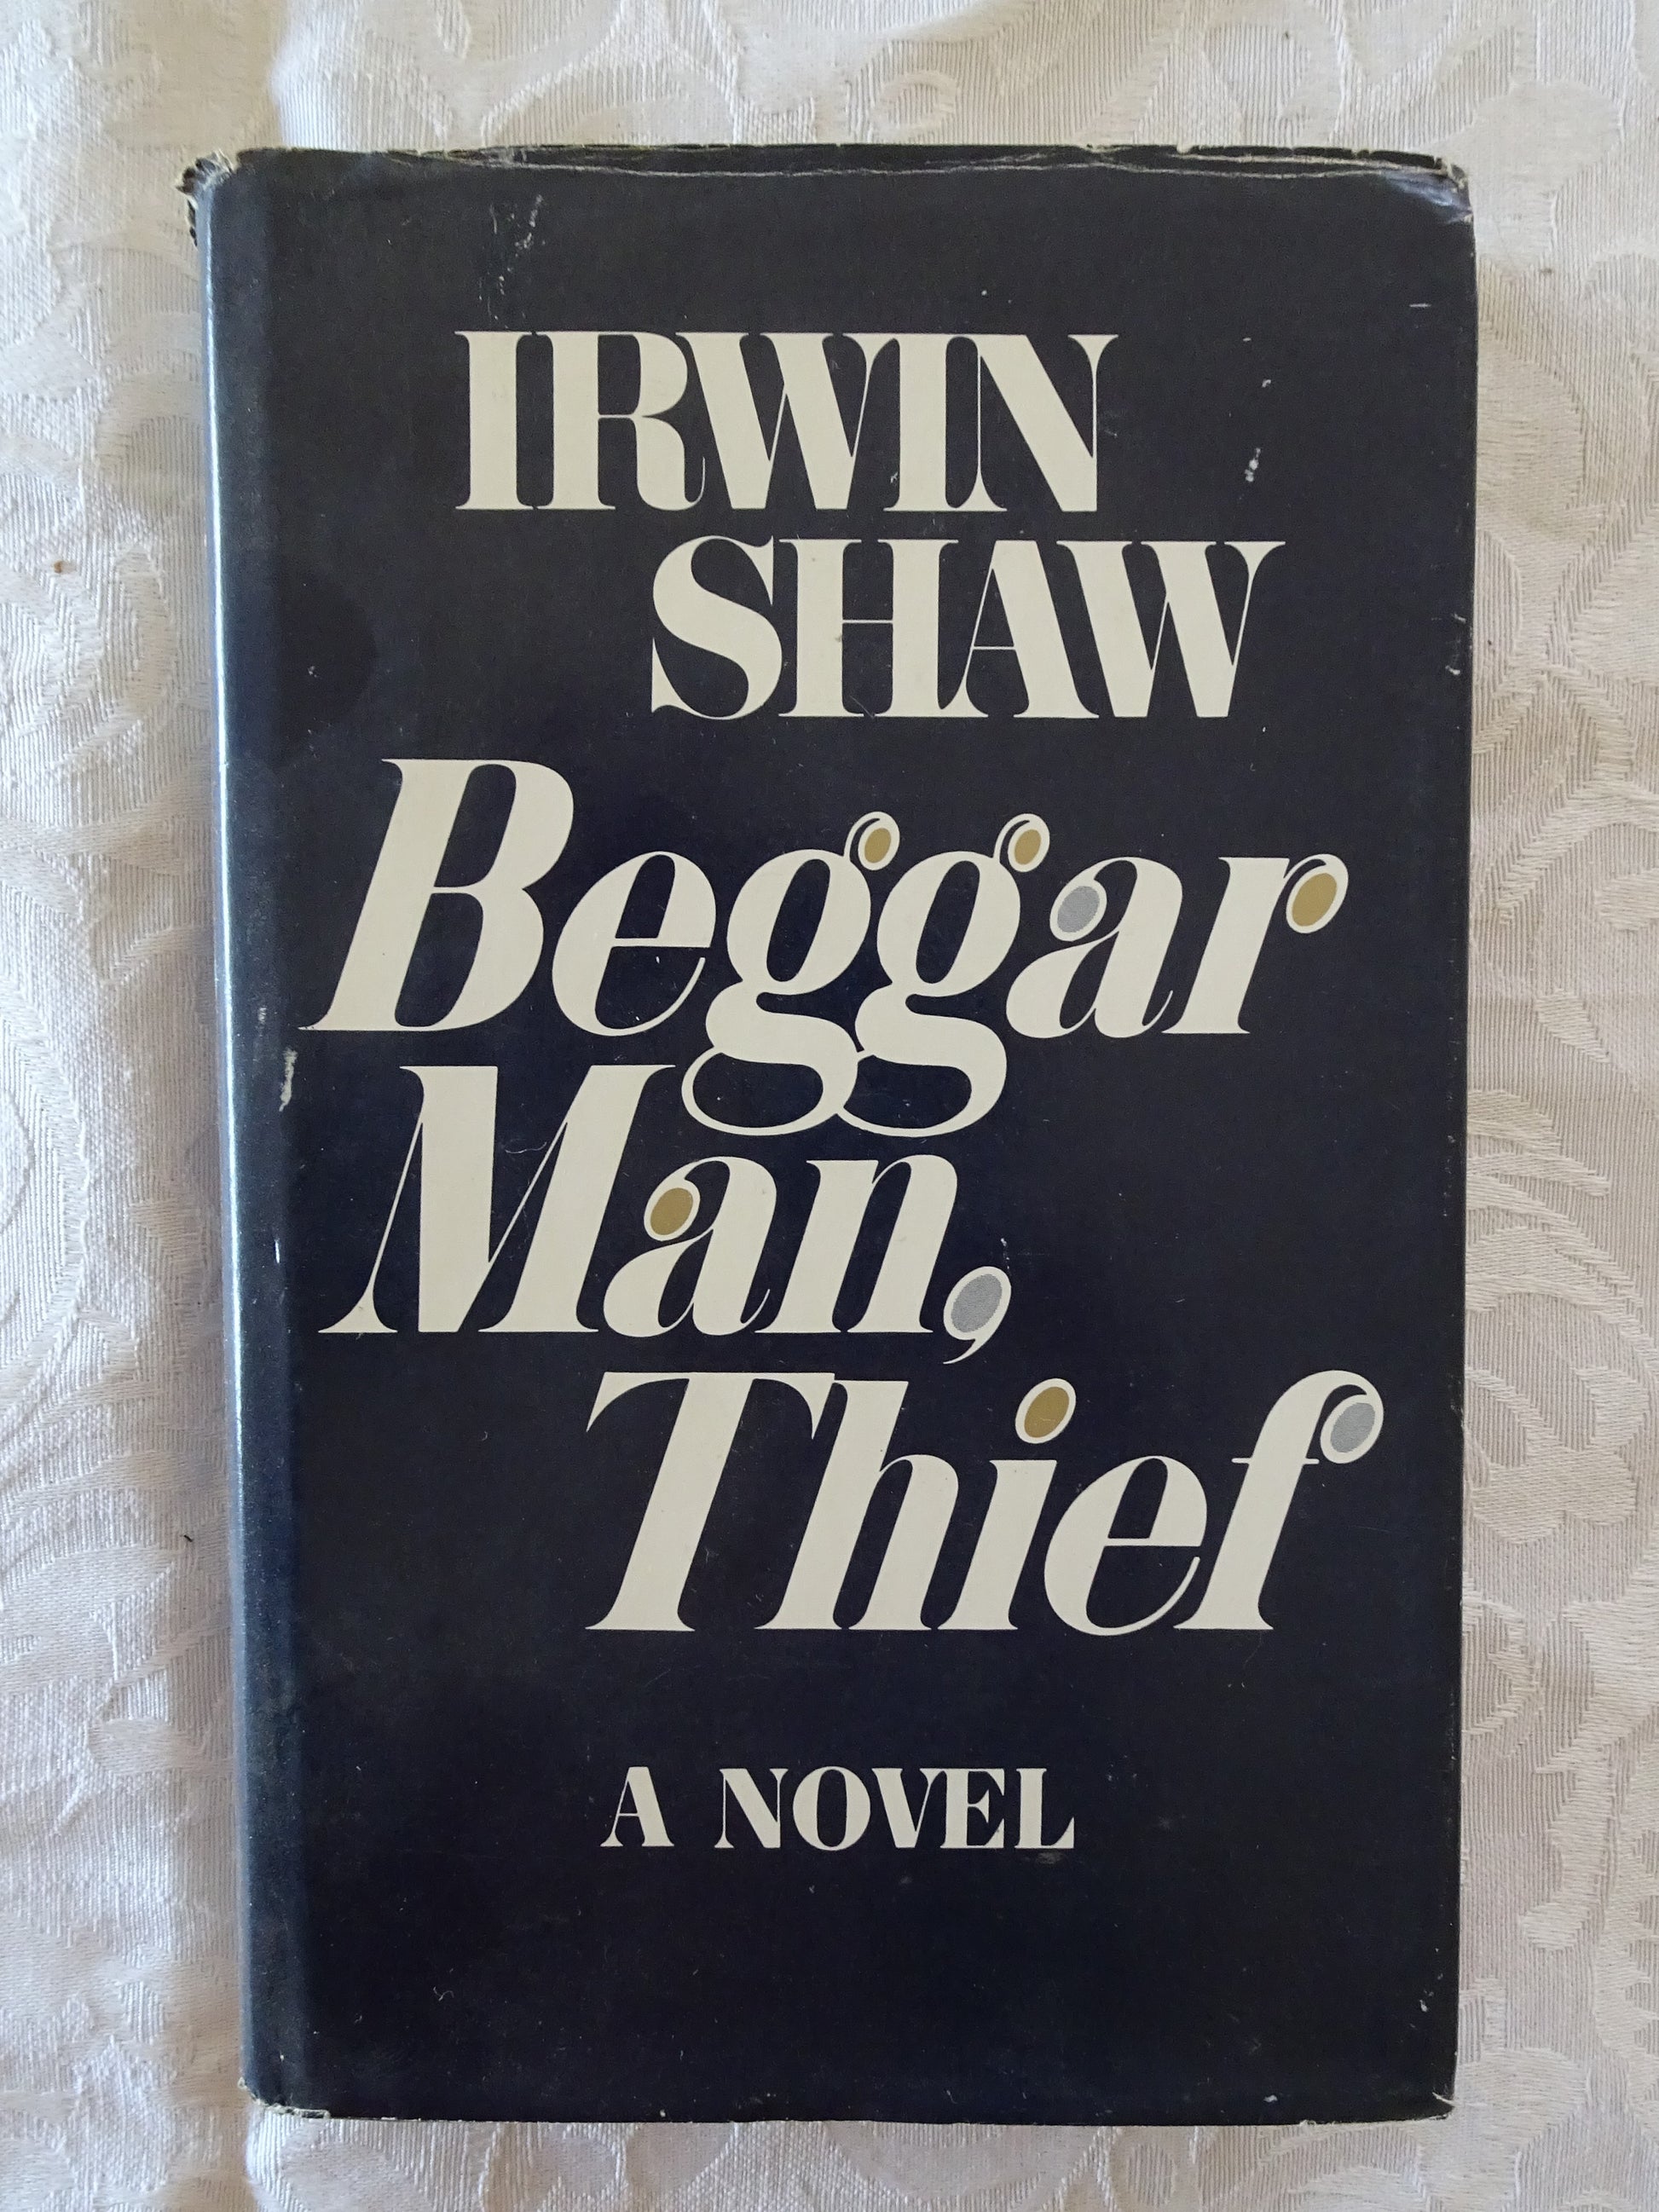 IRWIN
SHAW
Beggar
Man,
Thief
A NOVEL